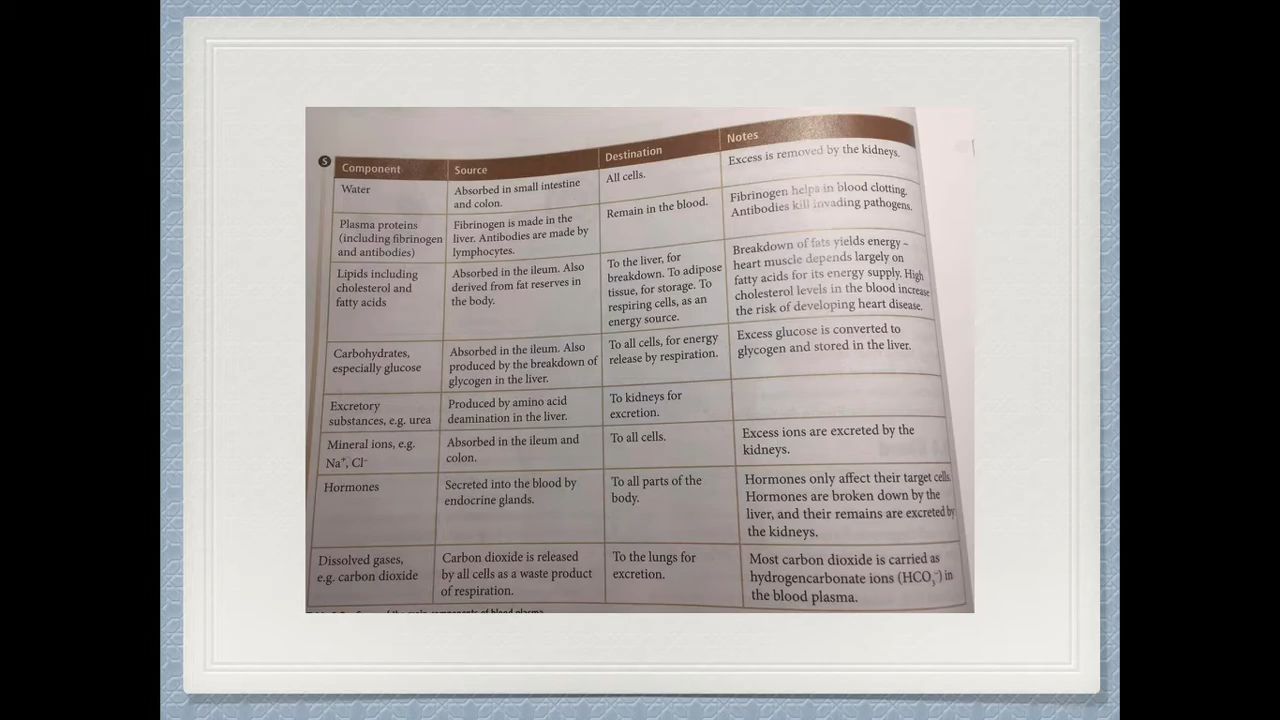 S
Component
Source
Destination
Notes
Water
Absorbed in small intestine
and colon.
All cells.
Excess is removed by the kidneys.
Plasma proteins
(including fibrinogen
and antibodies)
Fibrinogen is made in the
liver. Antibodies are made by
lymphocytes.
Remain in the blood.
Fibrinogen helps in blood clotting.
Antibodies kill invading pathogens.
Lipids including
cholesterol and
fatty acids
Absorbed in the ileum. Also
derived from fat reserves in
the body.
To the liver, for
breakdown. To adipose
tissue, for storage. To
respiring cells, as an
energy source.
Breakdown of fats yields energy –
heart muscle depends largely on
fatty acids for its energy supply. High
cholesterol levels in the blood increase
the risk of developing heart disease.
Carbohydrates,
especially glucose
Absorbed in the ileum. Also
produced by the breakdown of
glycogen in the liver.
To all cells, for energy
release by respiration.
Excess glucose is converted to
glycogen and stored in the liver.
Excretory
substances, e.g. urea
Produced by amino acid
deamination in the liver.
To kidneys for
excretion.
Mineral ions, e.g.
Na⁺, Cl⁻
Absorbed in the ileum and
colon.
To all cells.
Excess ions are excreted by the
kidneys.
Hormones
Secreted into the blood by
endocrine glands.
To all parts of the
body.
Hormones only affect their target cells.
Hormones are broken down by the
liver, and their remains are excreted by
the kidneys.
Dissolved gases,
e.g. carbon dioxide
Carbon dioxide is released
by all cells as a waste product
of respiration.
To the lungs for
excretion.
Most carbon dioxide is carried as
hydrogencarbonate ions (HCO₃⁻) in
the blood plasma.
of the main components of blood plasma